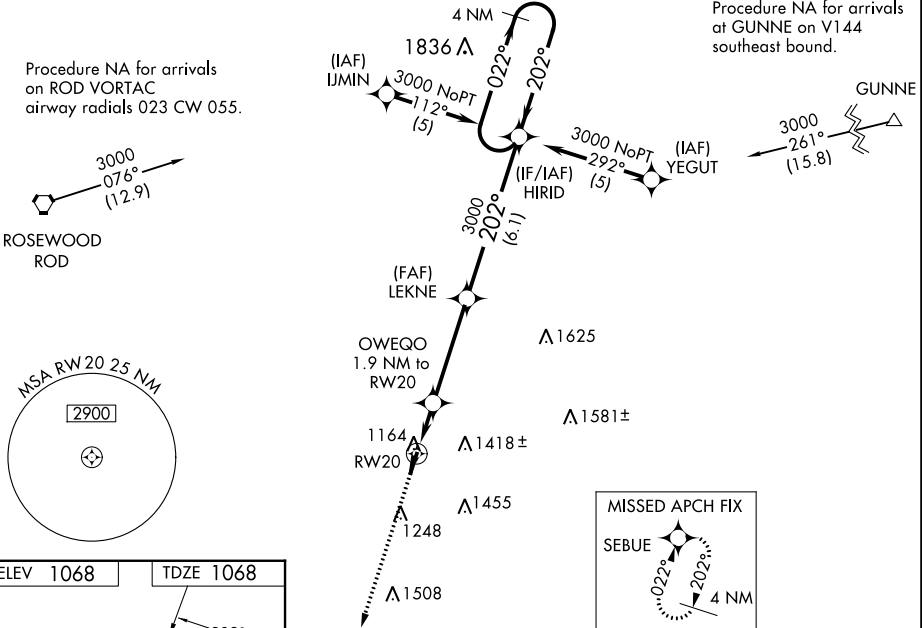 Procedure NA for arrivals
on ROD VORTAC
airway radials 023 CW 055.
3000
076°
(12.9)
ROSEWOOD
ROD
4 NM
1836
022°
202°
(IAF)
IJMIN
3000 NoPT
112°
(5)
(IF/IAF)
HIRID
3000 NoPT
292°
(5)
(IAF)
YEGUT
Procedure NA for arrivals
at GUNNE on V144
southeast bound.
GUNNE
3000
261°
(15.8)
3000
202°
(6.1)
(FAF)
LEKNE
OWEQO
1.9 NM to
RW20
1625
1581±
1164
RW20
1418±
1455
1248
1508
MSA RW20 25 NM
2900
MISSED APCH FIX
SEBUE
022°
202°
4 NM
ELEV 1068
TDZE 1068